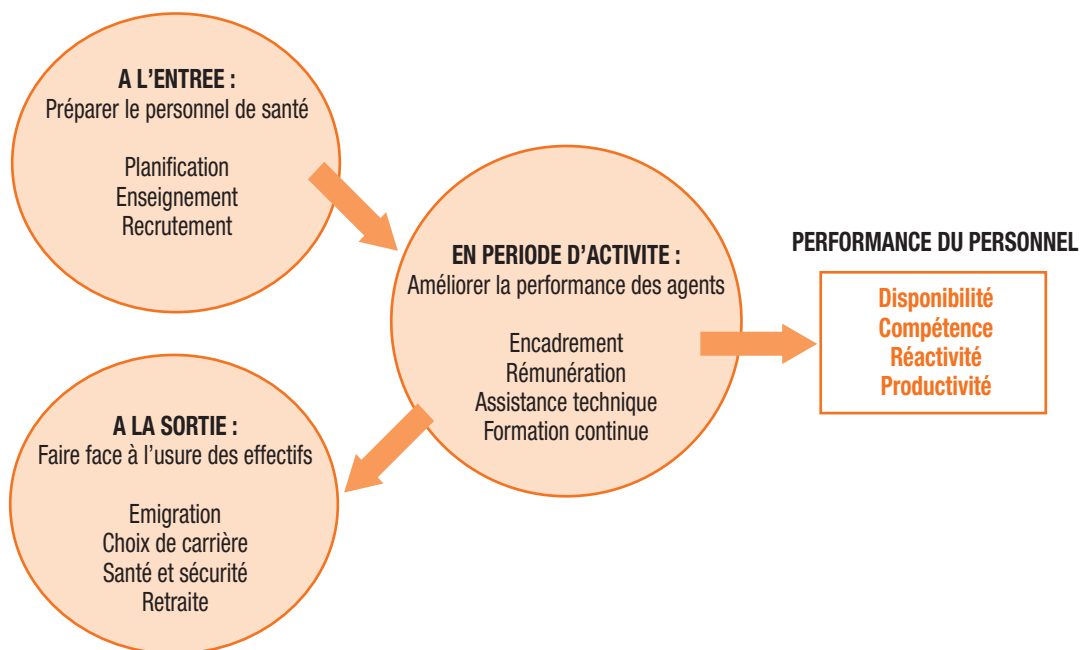 A L’ENTREE :
Préparer le personnel de santé
Planification
Enseignement
Recrutement
EN PERIODE D’ACTIVITE :
Améliorer la performance des agents
Encadrement
Rémunération
Assistance technique
Formation continue
PERFORMANCE DU PERSONNEL
Disponibilité
Compétence
Réactivité
Productivité
A LA SORTIE :
Faire face à l’usure des effectifs
Emigration
Choix de carrière
Santé et sécurité
Retraite